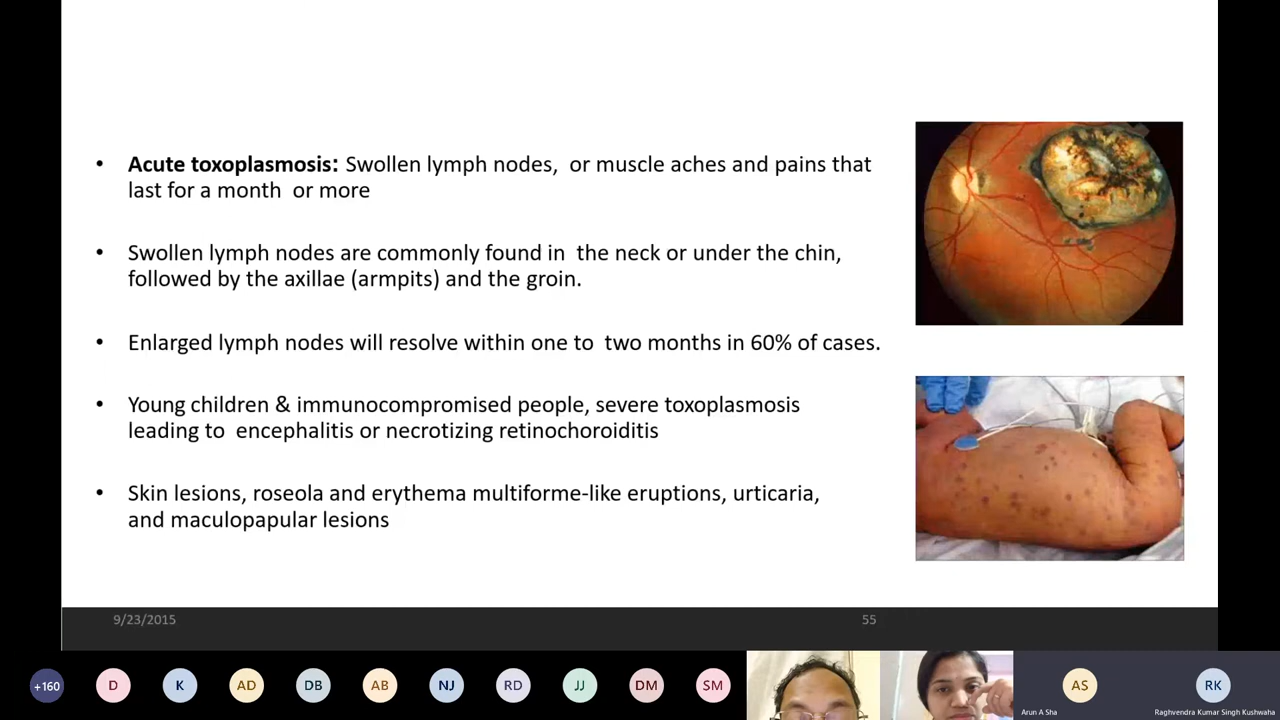 Acute toxoplasmosis: Swollen lymph nodes, or muscle aches and pains that
last for a month or more
Swollen lymph nodes are commonly found in the neck or under the chin,
followed by the axillae (armpits) and the groin.
Enlarged lymph nodes will resolve within one to two months in 60% of cases.
Young children & immunocompromised people, severe toxoplasmosis
leading to encephalitis or necrotizing retinochoroiditis
Skin lesions, roseola and erythema multiforme-like eruptions, urticaria,
and maculopapular lesions
9/23/2015 55
+160 D K AD DB AB NJ RD JJ DM SM AS RK
Arun A Sha Raghvendra Kumar Singh Kushwaha